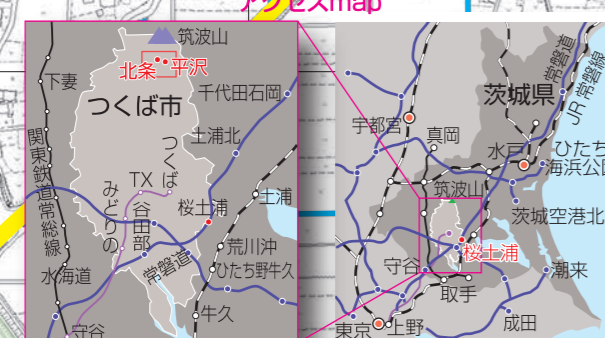 アクセスmap
筑波山
北条
平沢
下妻
つくば市
千代田石岡
土浦北
関東鉄道常総線
つくば
TX
みどりの
谷田部
桜土浦
土浦
荒川沖
ひたち野牛久
常磐道
水海道
牛久
守谷
常磐道
JR常磐線
茨城県
宇都宮
真岡
水戸
ひたち
海浜公園
筑波山
茨城空港北
桜土浦
守谷
潮来
取手
成田
東京
上野